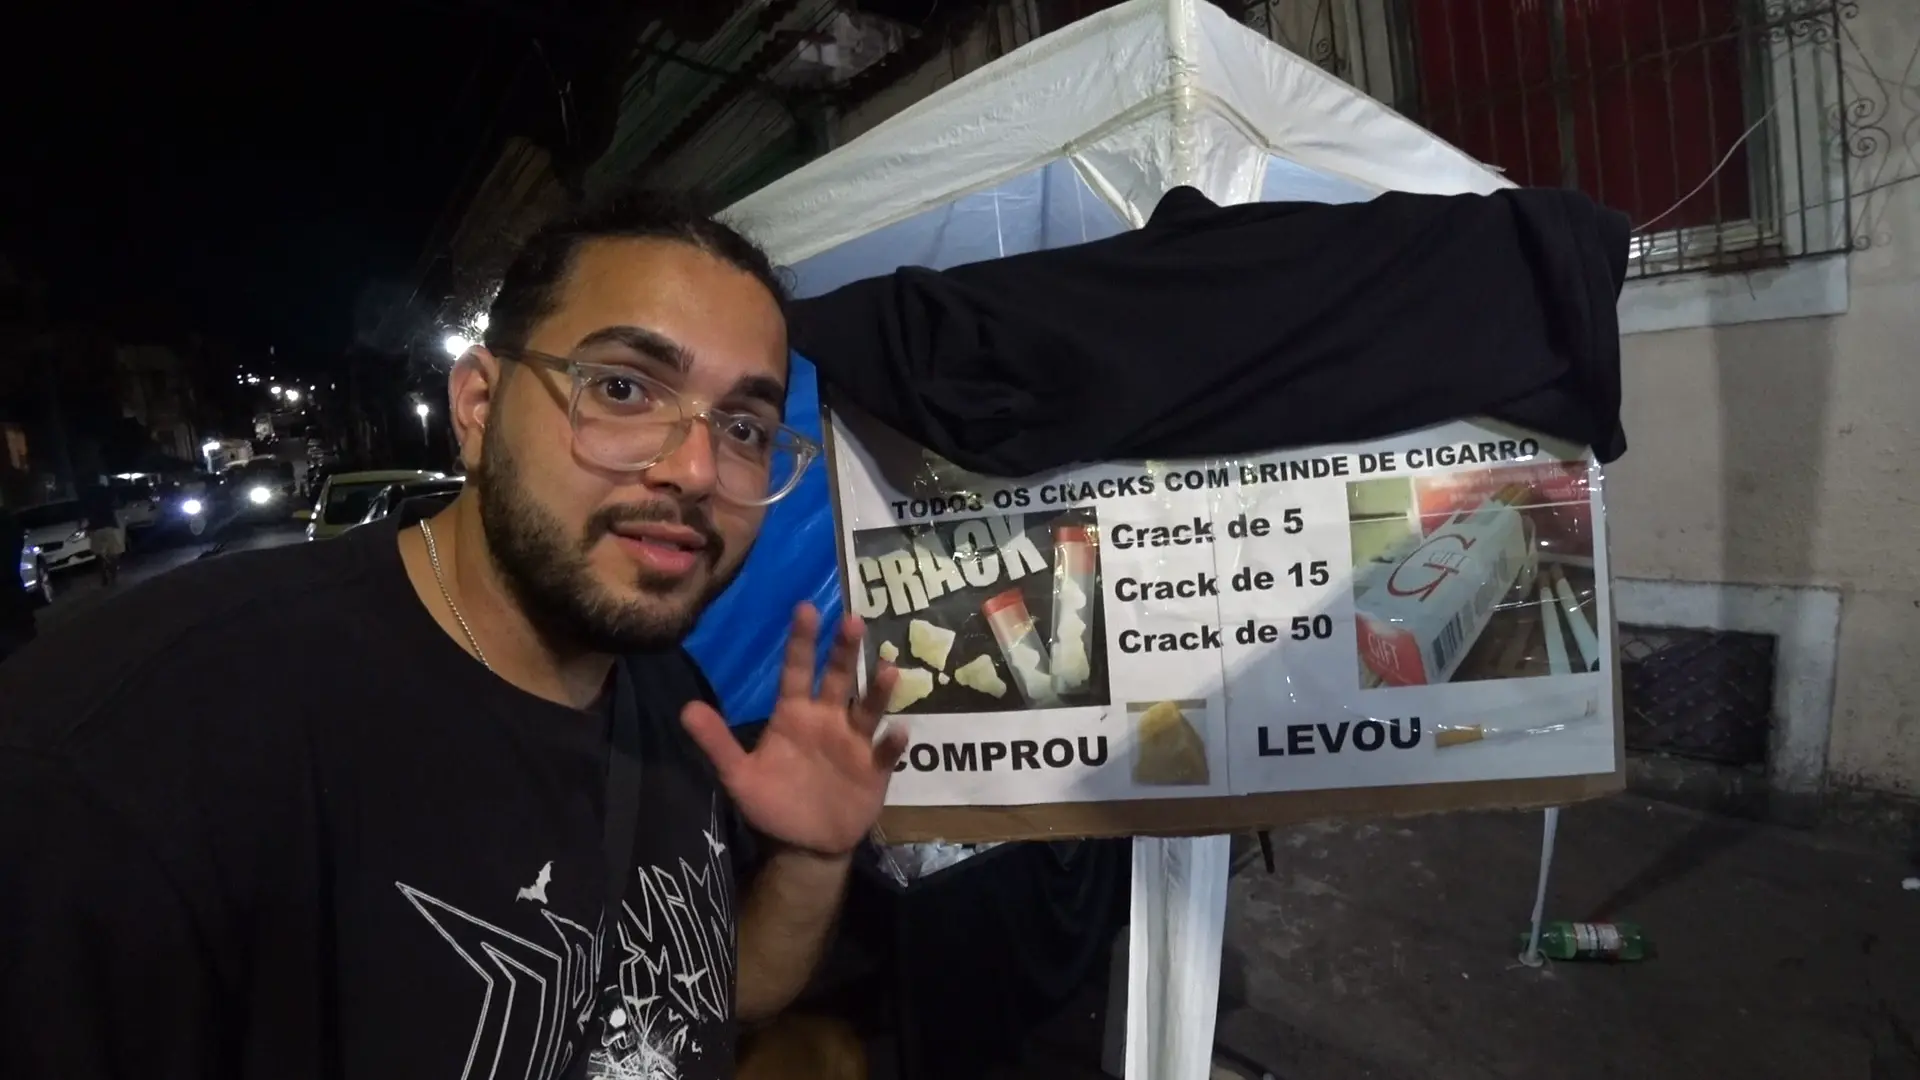 TODOS OS CRACKS COM BRINDE DE CIGARRO
CRACK
Crack de 5
Crack de 15
Crack de 50
G
GIFT
GIFT
COMPROU
LEVOU